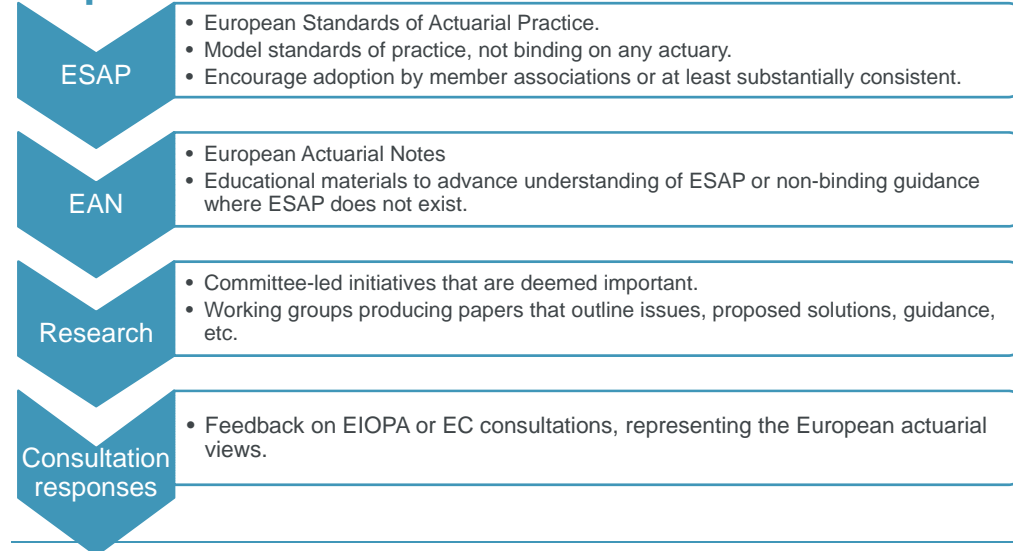 ESAP
• European Standards of Actuarial Practice.
• Model standards of practice, not binding on any actuary.
• Encourage adoption by member associations or at least substantially consistent.
EAN
• European Actuarial Notes
• Educational materials to advance understanding of ESAP or non-binding guidance
where ESAP does not exist.
Research
• Committee-led initiatives that are deemed important.
• Working groups producing papers that outline issues, proposed solutions, guidance,
etc.
Consultation
responses
• Feedback on EIOPA or EC consultations, representing the European actuarial
views.